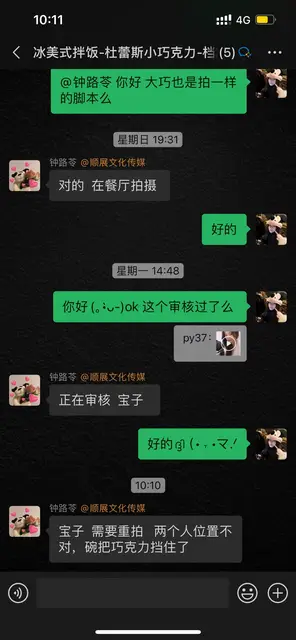 10:11
4G
冰美式拌饭-杜蕾斯小巧克力-档(5)
@钟路苓 你好 大巧也是拍一样
的脚本么
星期日 19:31
钟路苓 @顺展文化传媒
对的 在餐厅拍摄
好的
星期一 14:48
你好(｡･̀ᴗ-)ok 这个审核过了么
py37:
钟路苓 @顺展文化传媒
正在审核 宝子
好的
10:10
钟路苓 @顺展文化传媒
宝子 需要重拍 两个人位置不
对，碗把巧克力挡住了